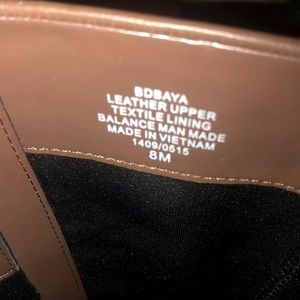 BDBAYA
LEATHER UPPER
TEXTILE LINING
BALANCE MAN MADE
MADE IN VIETNAM
1409/0515
8M